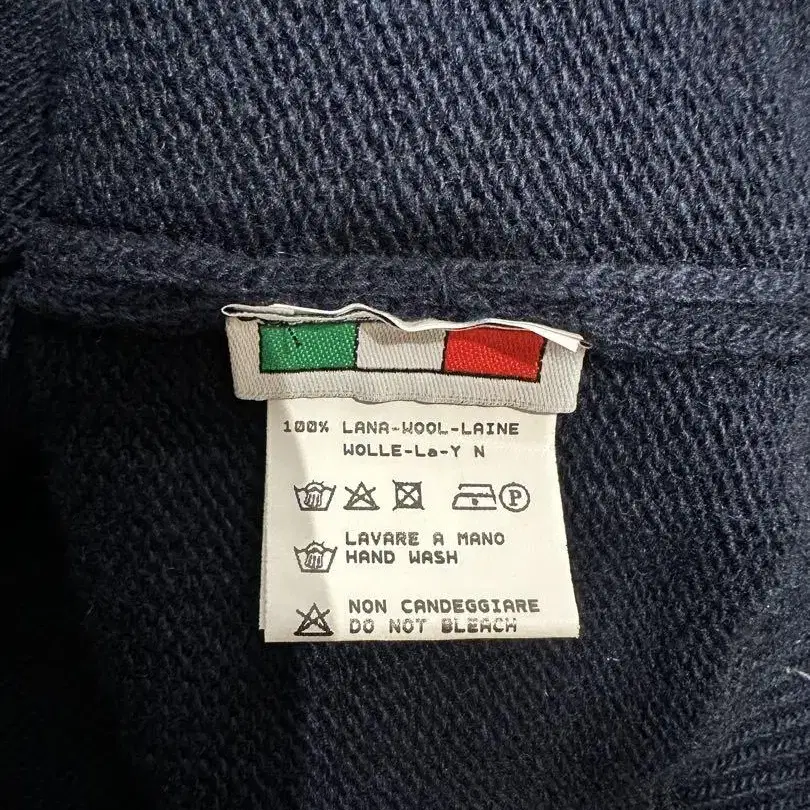 100% LANA-WOOL-LAINE
WOLLE-La-Y N
P
LAVARE A MANO
HAND WASH
NON CANDEGGIARE
DO NOT BLEACH